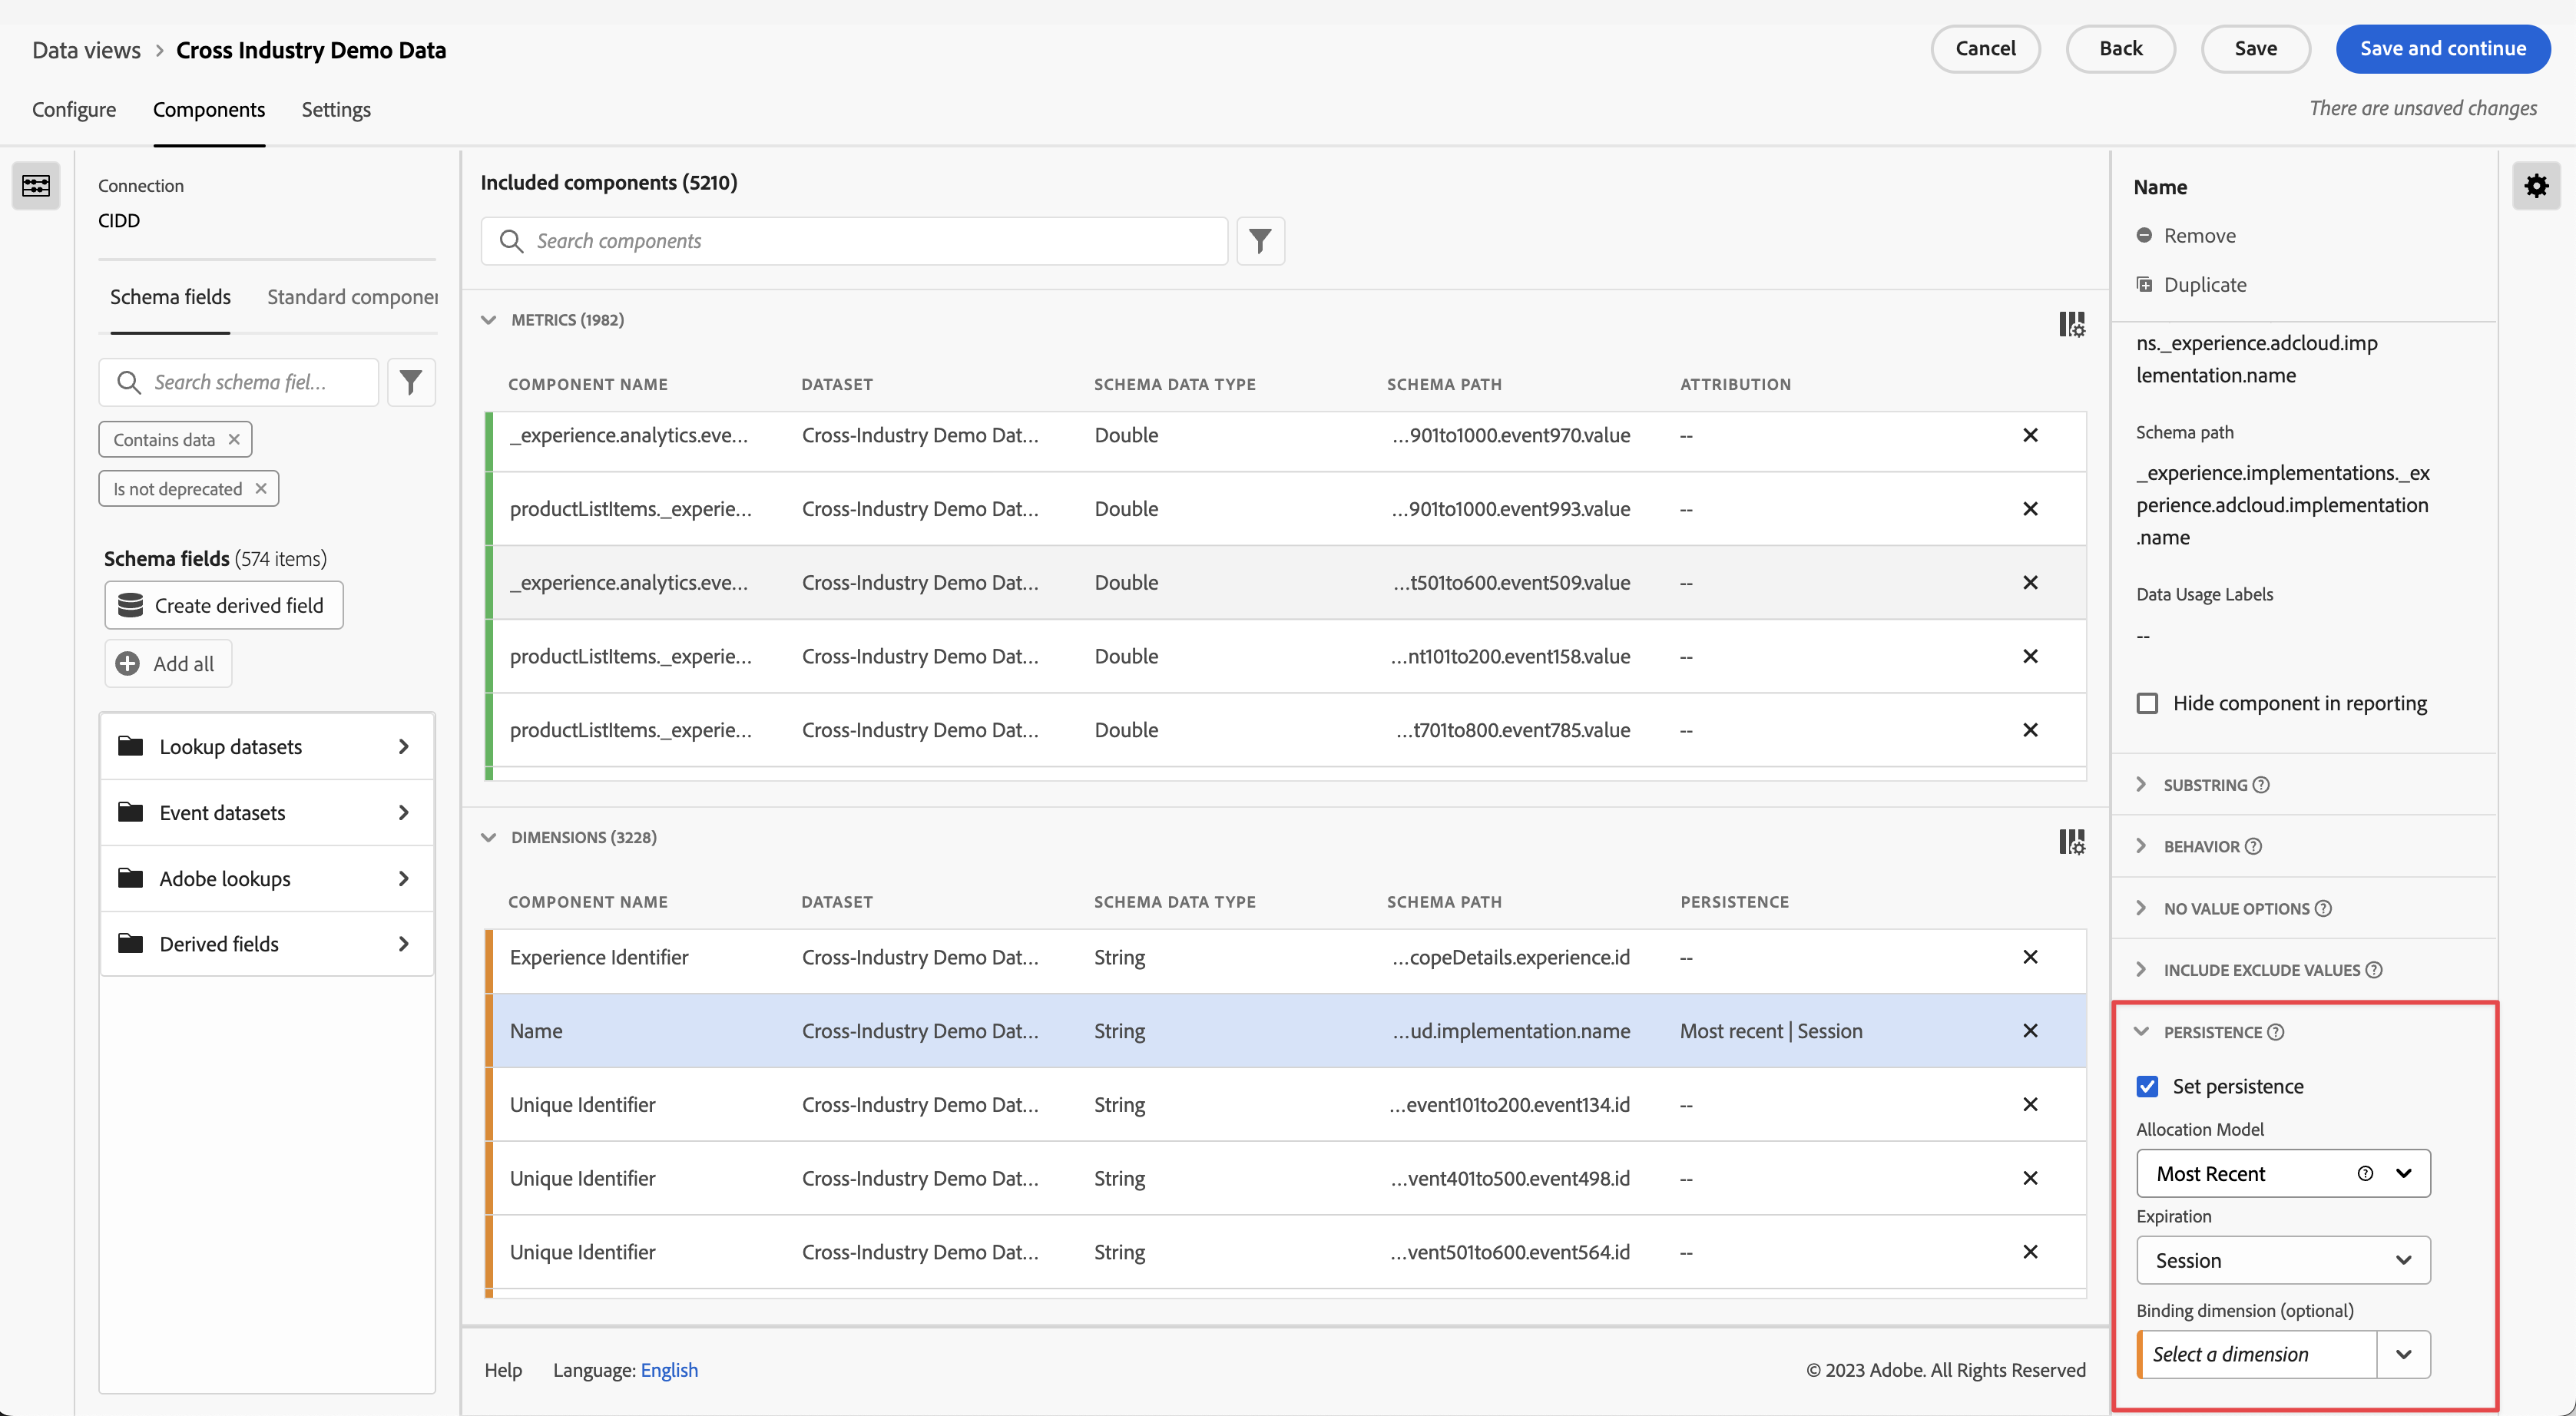 Data views > Cross Industry Demo Data
Cancel
Back
Save
Save and continue
Configure
Components
Settings
There are unsaved changes
Connection
CIDD
Schema fields
Standard componen
Search schema fiel...
Contains data
Is not deprecated
Schema fields (574 items)
Create derived field
Add all
Lookup datasets
Event datasets
Adobe lookups
Derived fields
Included components (5210)
Search components
METRICS (1982)
COMPONENT NAME DATASET SCHEMA DATA TYPE SCHEMA PATH ATTRIBUTION
_experience.analytics.eve... Cross-Industry Demo Dat... Double ...901to1000.event970.value --
productListItems._experie... Cross-Industry Demo Dat... Double ...901to1000.event993.value --
_experience.analytics.eve... Cross-Industry Demo Dat... Double ...t501to600.event509.value --
productListItems._experie... Cross-Industry Demo Dat... Double ...nt101to200.event158.value --
productListItems._experie... Cross-Industry Demo Dat... Double ...t701to800.event785.value --
DIMENSIONS (3228)
COMPONENT NAME DATASET SCHEMA DATA TYPE SCHEMA PATH PERSISTENCE
Experience Identifier Cross-Industry Demo Dat... String ...copeDetails.experience.id --
Name Cross-Industry Demo Dat... String ...ud.implementation.name Most recent | Session
Unique Identifier Cross-Industry Demo Dat... String ...event101to200.event134.id --
Unique Identifier Cross-Industry Demo Dat... String ...vent401to500.event498.id --
Unique Identifier Cross-Industry Demo Dat... String ...vent501to600.event564.id --
Help
Language: English
© 2023 Adobe. All Rights Reserved
Name
Remove
Duplicate
ns._experience.adcloud.imp
lementation.name
Schema path
_experience.implementations._ex
perience.adcloud.implementation
.name
Data Usage Labels
--
Hide component in reporting
SUBSTRING
BEHAVIOR
NO VALUE OPTIONS
INCLUDE EXCLUDE VALUES
PERSISTENCE
Set persistence
Allocation Model
Most Recent
Expiration
Session
Binding dimension (optional)
Select a dimension